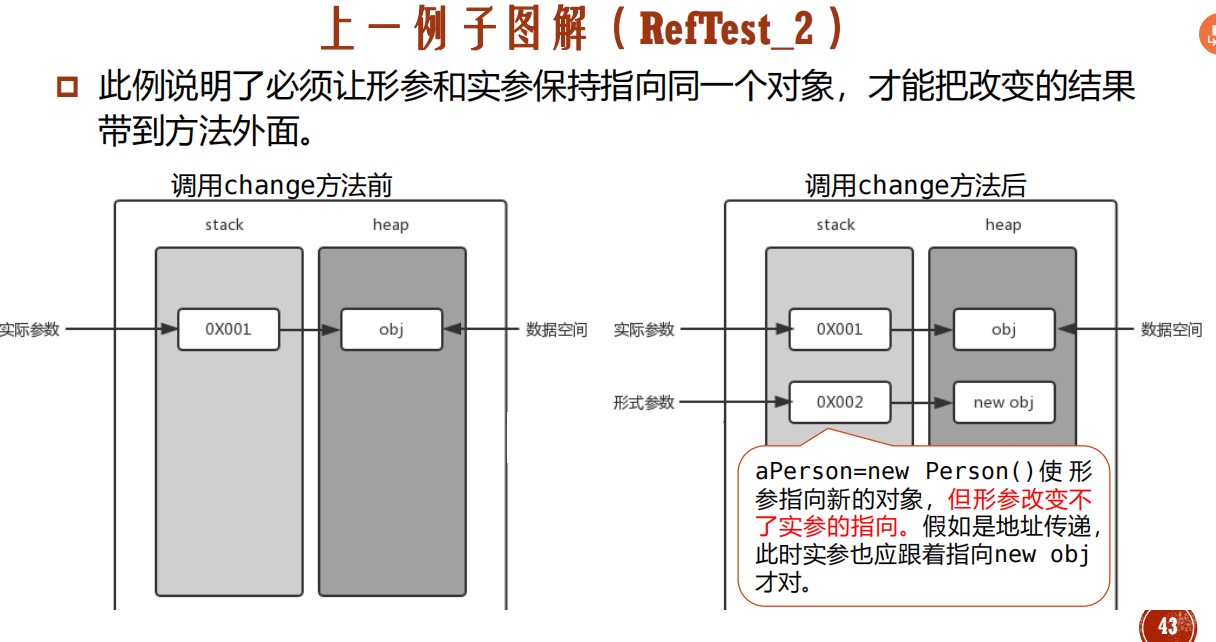 上一例子图解（RefTest_2）
此例说明了必须让形参和实参保持指向同一个对象，才能把改变的结果
带到方法外面。
调用change方法前
stack
heap
实际参数
0X001
obj
数据空间
调用change方法后
stack
heap
实际参数
0X001
obj
数据空间
形式参数
0X002
new obj
aPerson=new Person()使形
参指向新的对象，但形参改变不
了实参的指向。假如是地址传递，
此时实参也应跟着指向new obj
才对。
43